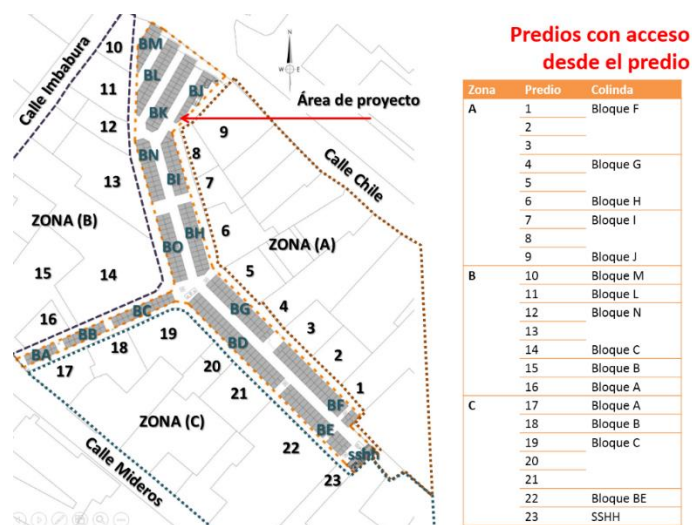 Predios con acceso
desde el predio
Calle Imbabura
10
11
12
13
BM
BL
BJ
BK
BN
BI
BO
BH
N
W
E
S
Área de proyecto
9
8
7
6
5
4
3
2
1
Calle Chile
ZONA (A)
ZONA (B)
15
14
16
BC
BB
BA
17
18
19
20
21
22
23
BG
BD
BF
BE
sshh
ZONA (C)
Calle Mideros
Zona Predio Colinda
A 1 Bloque F
2
3
4 Bloque G
5
6 Bloque H
7 Bloque I
8
9 Bloque J
B 10 Bloque M
11 Bloque L
12 Bloque N
13
14 Bloque C
15 Bloque B
16 Bloque A
C 17 Bloque A
18 Bloque B
19 Bloque C
20
21
22 Bloque BE
23 SSHH